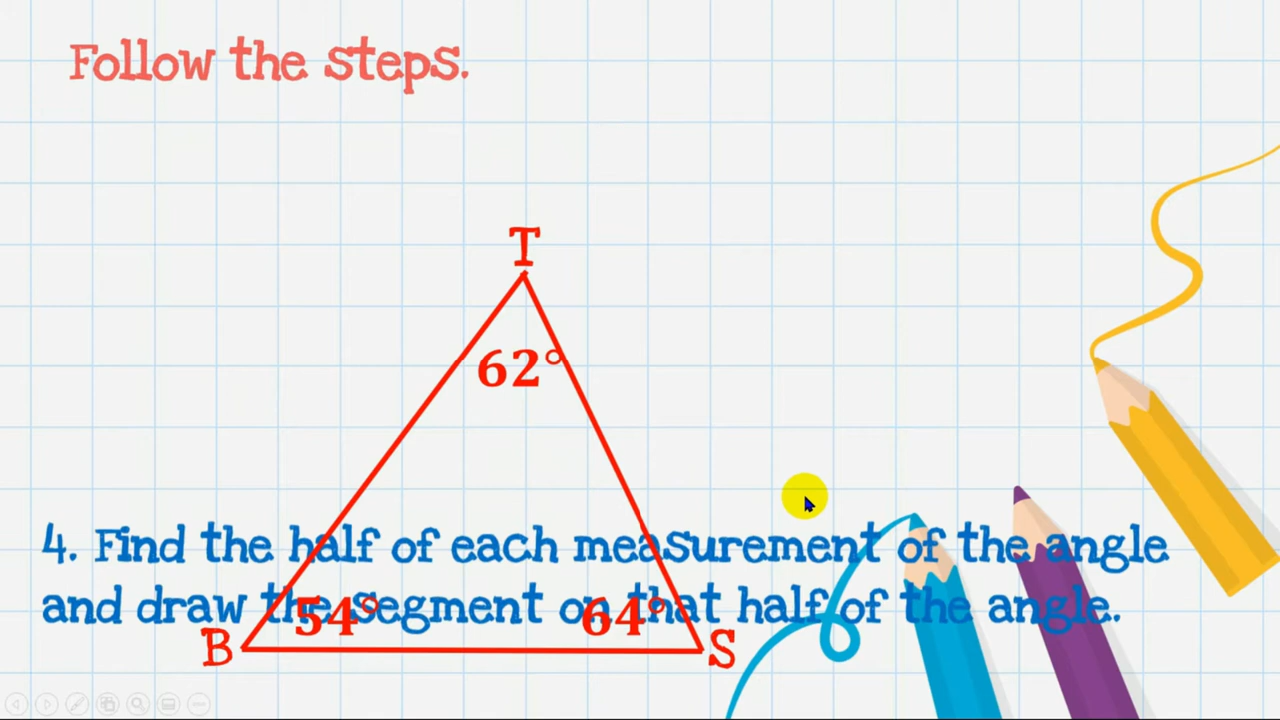 Follow the steps.
T
62°
4. Find the half of each measurement of the angle
and draw the segment on that half of the angle.
54°
64°
B
S